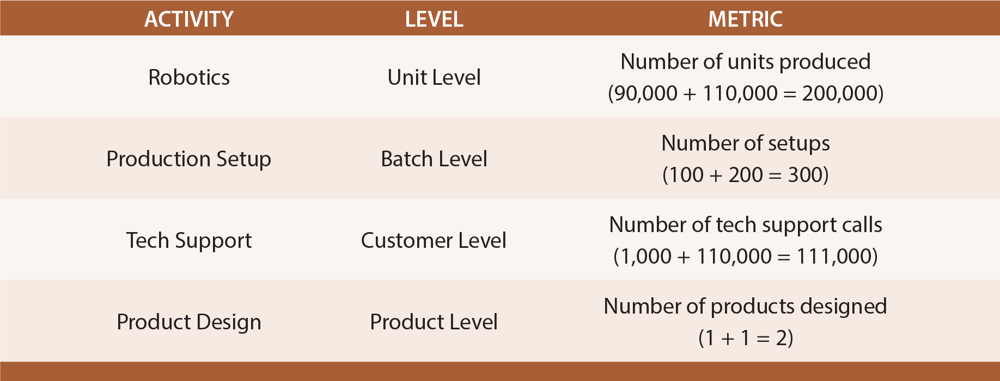 ACTIVITY LEVEL METRIC
Robotics Unit Level Number of units produced
(90,000 + 110,000 = 200,000)
Production Setup Batch Level Number of setups
(100 + 200 = 300)
Tech Support Customer Level Number of tech support calls
(1,000 + 110,000 = 111,000)
Product Design Product Level Number of products designed
(1 + 1 = 2)